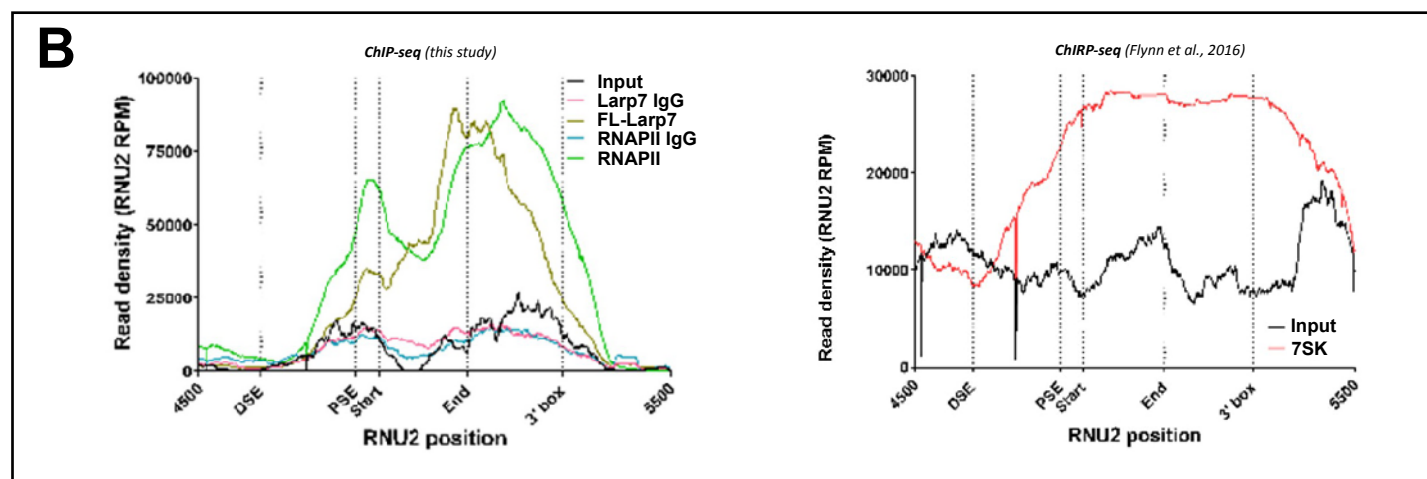 B
ChIP-seq (this study)
Read density (RNU2 RPM)
100000
75000
50000
25000
0
Input
Larp7 IgG
FL-Larp7
RNAPII IgG
RNAPII
4500
DSE
PSE
Start
End
3' box
5500
RNU2 position
ChIRP-seq (Flynn et al., 2016)
Read density (RNU2 RPM)
30000
20000
10000
0
Input
7SK
4500
DSE
PSE
Start
End
3' box
5500
RNU2 position